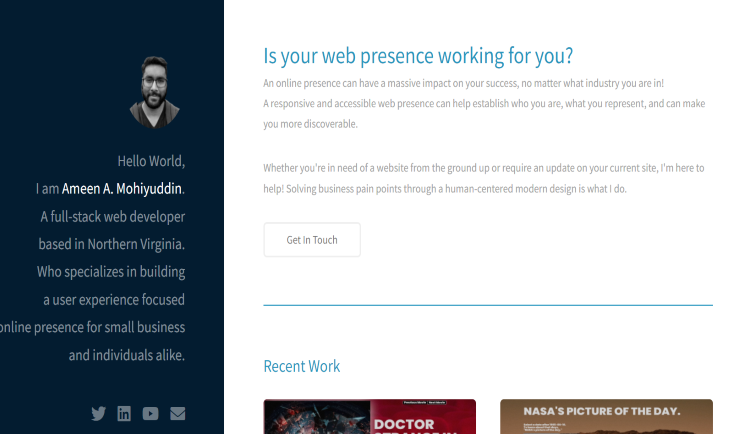 Hello World,
I am Ameen A. Mohiyuddin.
A full-stack web developer
based in Northern Virginia.
Who specializes in building
a user experience focused
online presence for small business
and individuals alike.
Is your web presence working for you?
An online presence can have a massive impact on your success, no matter what industry you are in!
A responsive and accessible web presence can help establish who you are, what you represent, and can make
you more discoverable.
Whether you're in need of a website from the ground up or require an update on your current site, I'm here to
help! Solving business pain points through a human-centered modern design is what I do.
Get In Touch
Recent Work
DOCTOR
NASA'S PICTURE OF THE DAY.